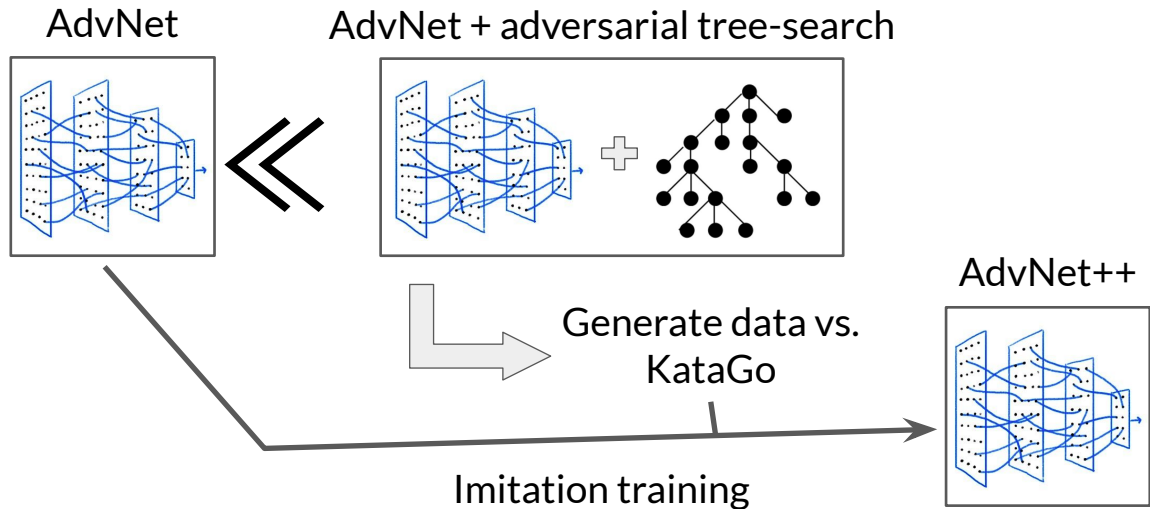 AdvNet
AdvNet + adversarial tree-search
AdvNet++
Generate data vs.
KataGo
Imitation training